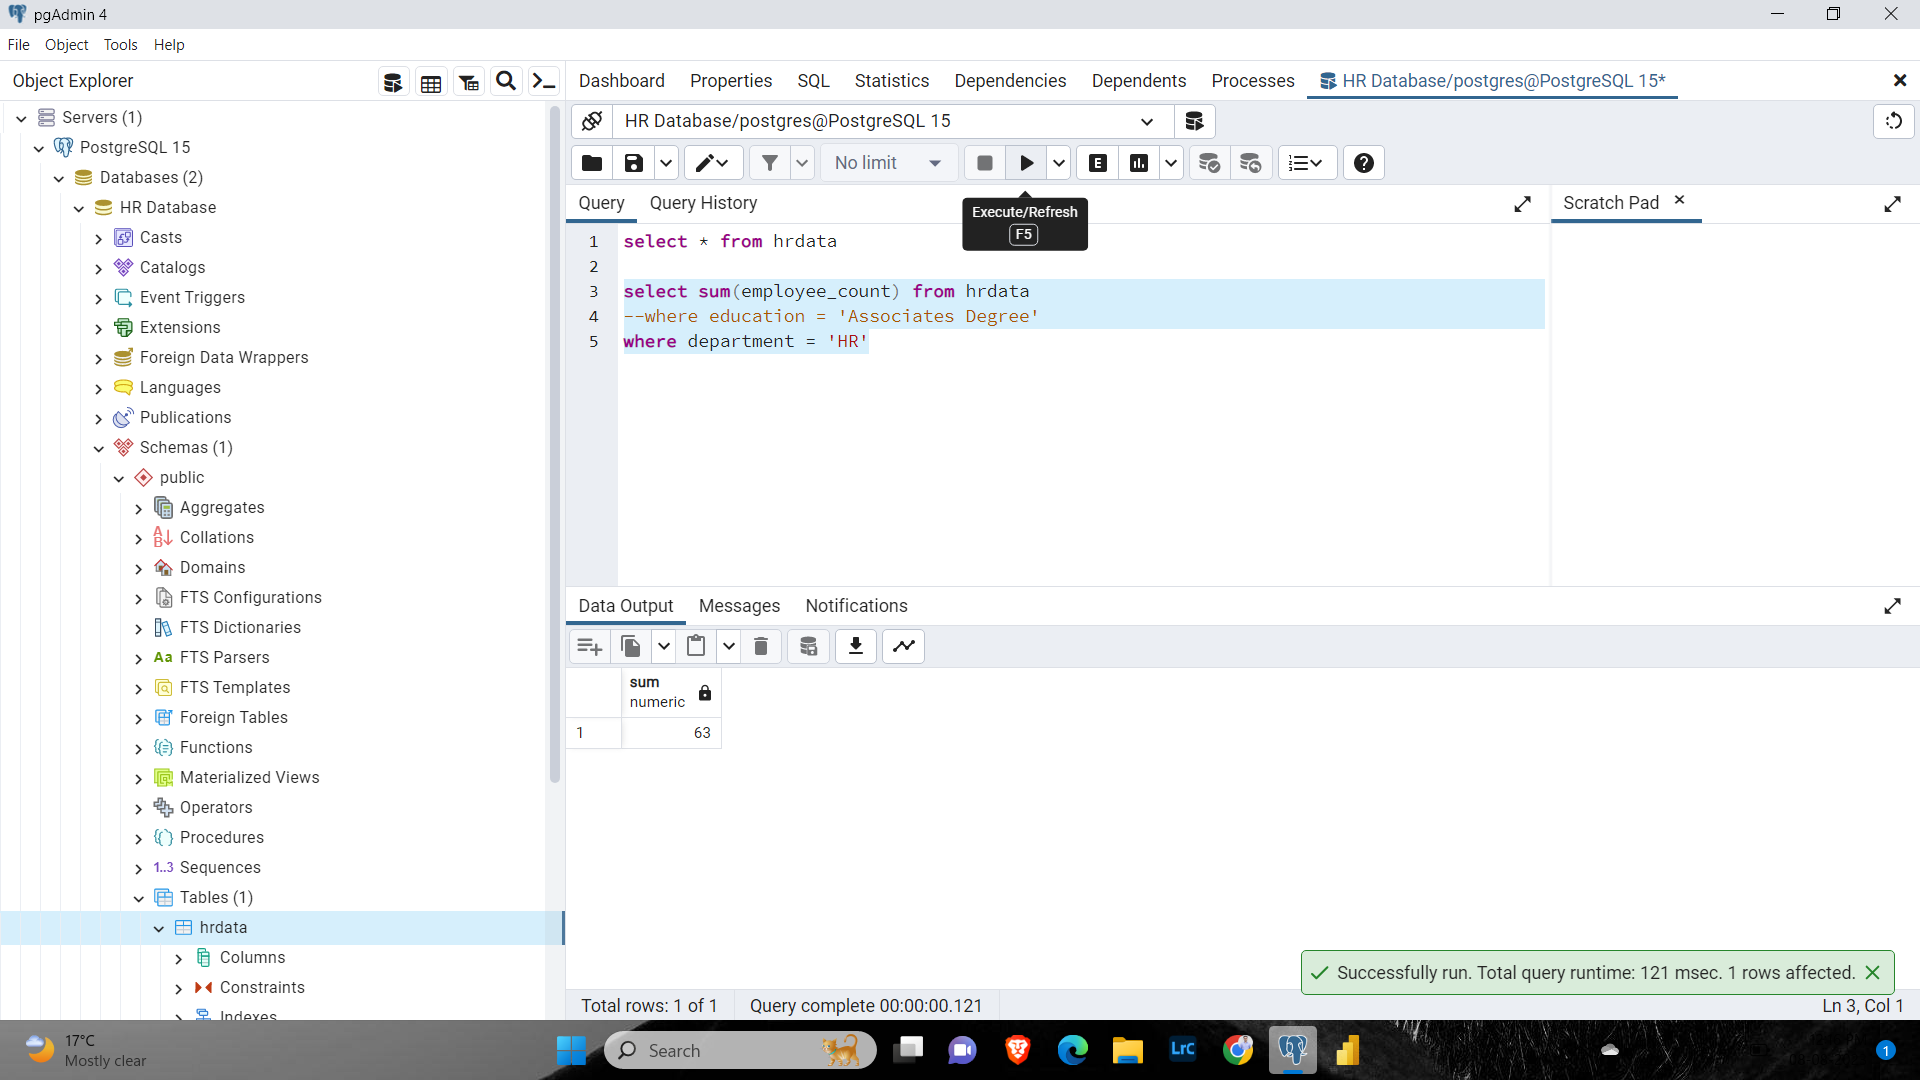 pgAdmin 4
File Object Tools Help
Object Explorer
Dashboard Properties SQL Statistics Dependencies Dependents Processes HR Database/postgres@PostgreSQL 15*
Servers (1)
PostgreSQL 15
Databases (2)
HR Database
Casts
Catalogs
Event Triggers
Extensions
Foreign Data Wrappers
Languages
Publications
Schemas (1)
public
Aggregates
Collations
Domains
FTS Configurations
FTS Dictionaries
Aa FTS Parsers
FTS Templates
Foreign Tables
Functions
Materialized Views
Operators
Procedures
1..3 Sequences
Tables (1)
hrdata
Columns
Constraints
Indexes
HR Database/postgres@PostgreSQL 15
No limit
E
Query Query History
Execute/Refresh
F5
Scratch Pad
1 select * from hrdata
2
3 select sum(employee_count) from hrdata
4 --where education = 'Associates Degree'
5 where department = 'HR'
Data Output Messages Notifications
sum
numeric
1 63
Successfully run. Total query runtime: 121 msec. 1 rows affected.
Total rows: 1 of 1 Query complete 00:00:00.121 Ln 3, Col 1
17°C
Mostly clear
Search
LrC
1